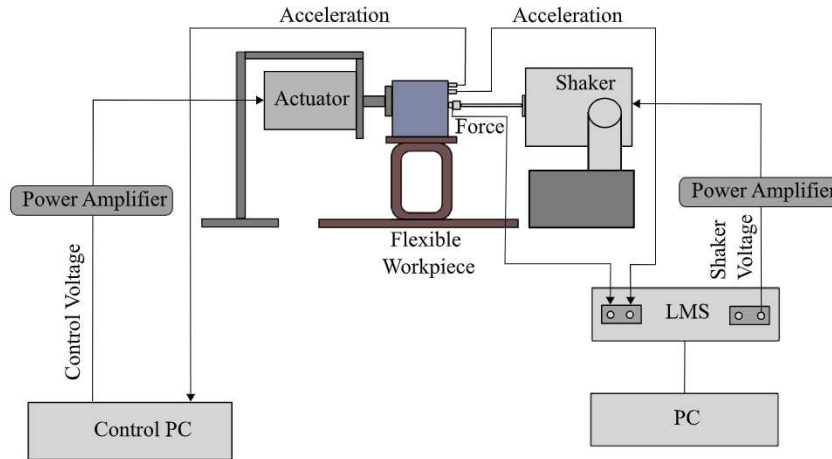 Acceleration
Acceleration
Actuator
Shaker
Force
Power Amplifier
Power Amplifier
Flexible
Workpiece
Control Voltage
Shaker
Voltage
LMS
Control PC
PC